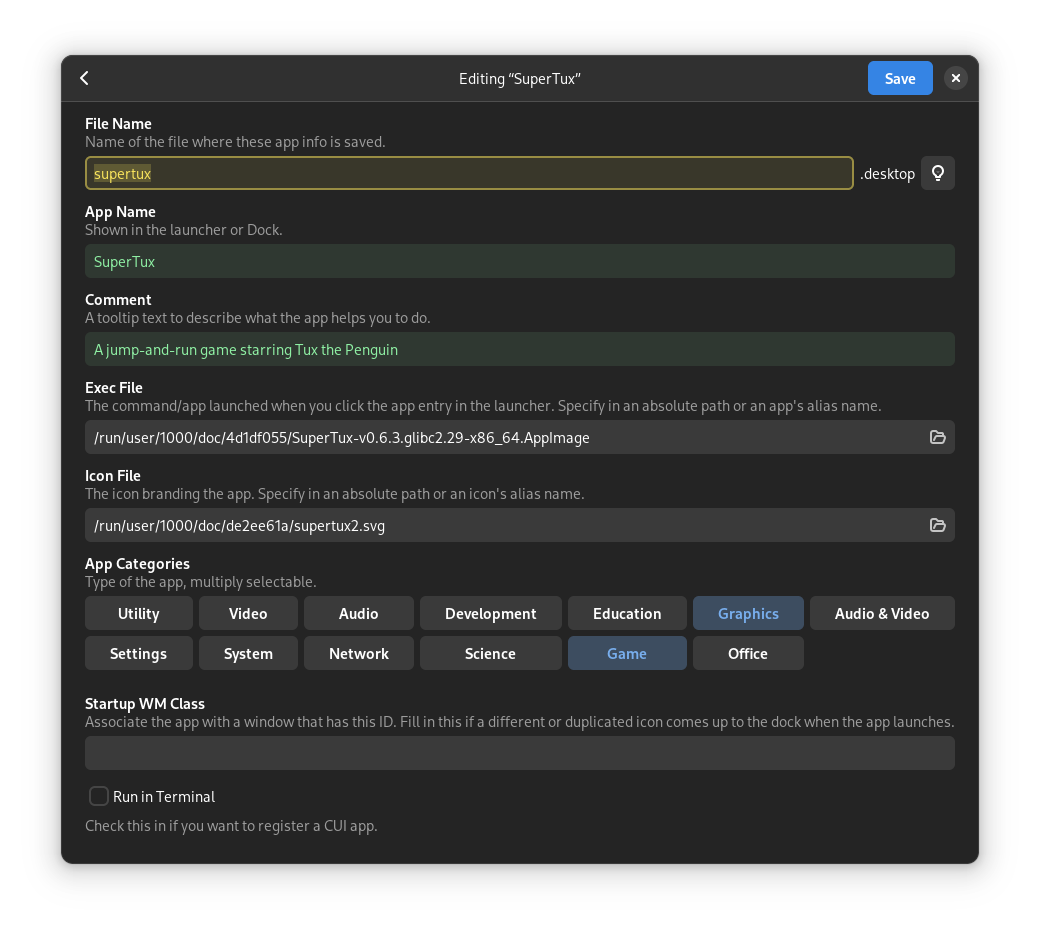 Editing “SuperTux”
Save
File Name
Name of the file where these app info is saved.
supertux .desktop
App Name
Shown in the launcher or Dock.
SuperTux
Comment
A tooltip text to describe what the app helps you to do.
A jump-and-run game starring Tux the Penguin
Exec File
The command/app launched when you click the app entry in the launcher. Specify in an absolute path or an app's alias name.
/run/user/1000/doc/4d1df055/SuperTux-v0.6.3.glibc2.29-x86_64.AppImage
Icon File
The icon branding the app. Specify in an absolute path or an icon's alias name.
/run/user/1000/doc/de2ee61a/supertux2.svg
App Categories
Type of the app, multiply selectable.
Utility Video Audio Development Education Graphics Audio & Video
Settings System Network Science Game Office
Startup WM Class
Associate the app with a window that has this ID. Fill in this if a different or duplicated icon comes up to the dock when the app launches.
Run in Terminal
Check this in if you want to register a CUI app.